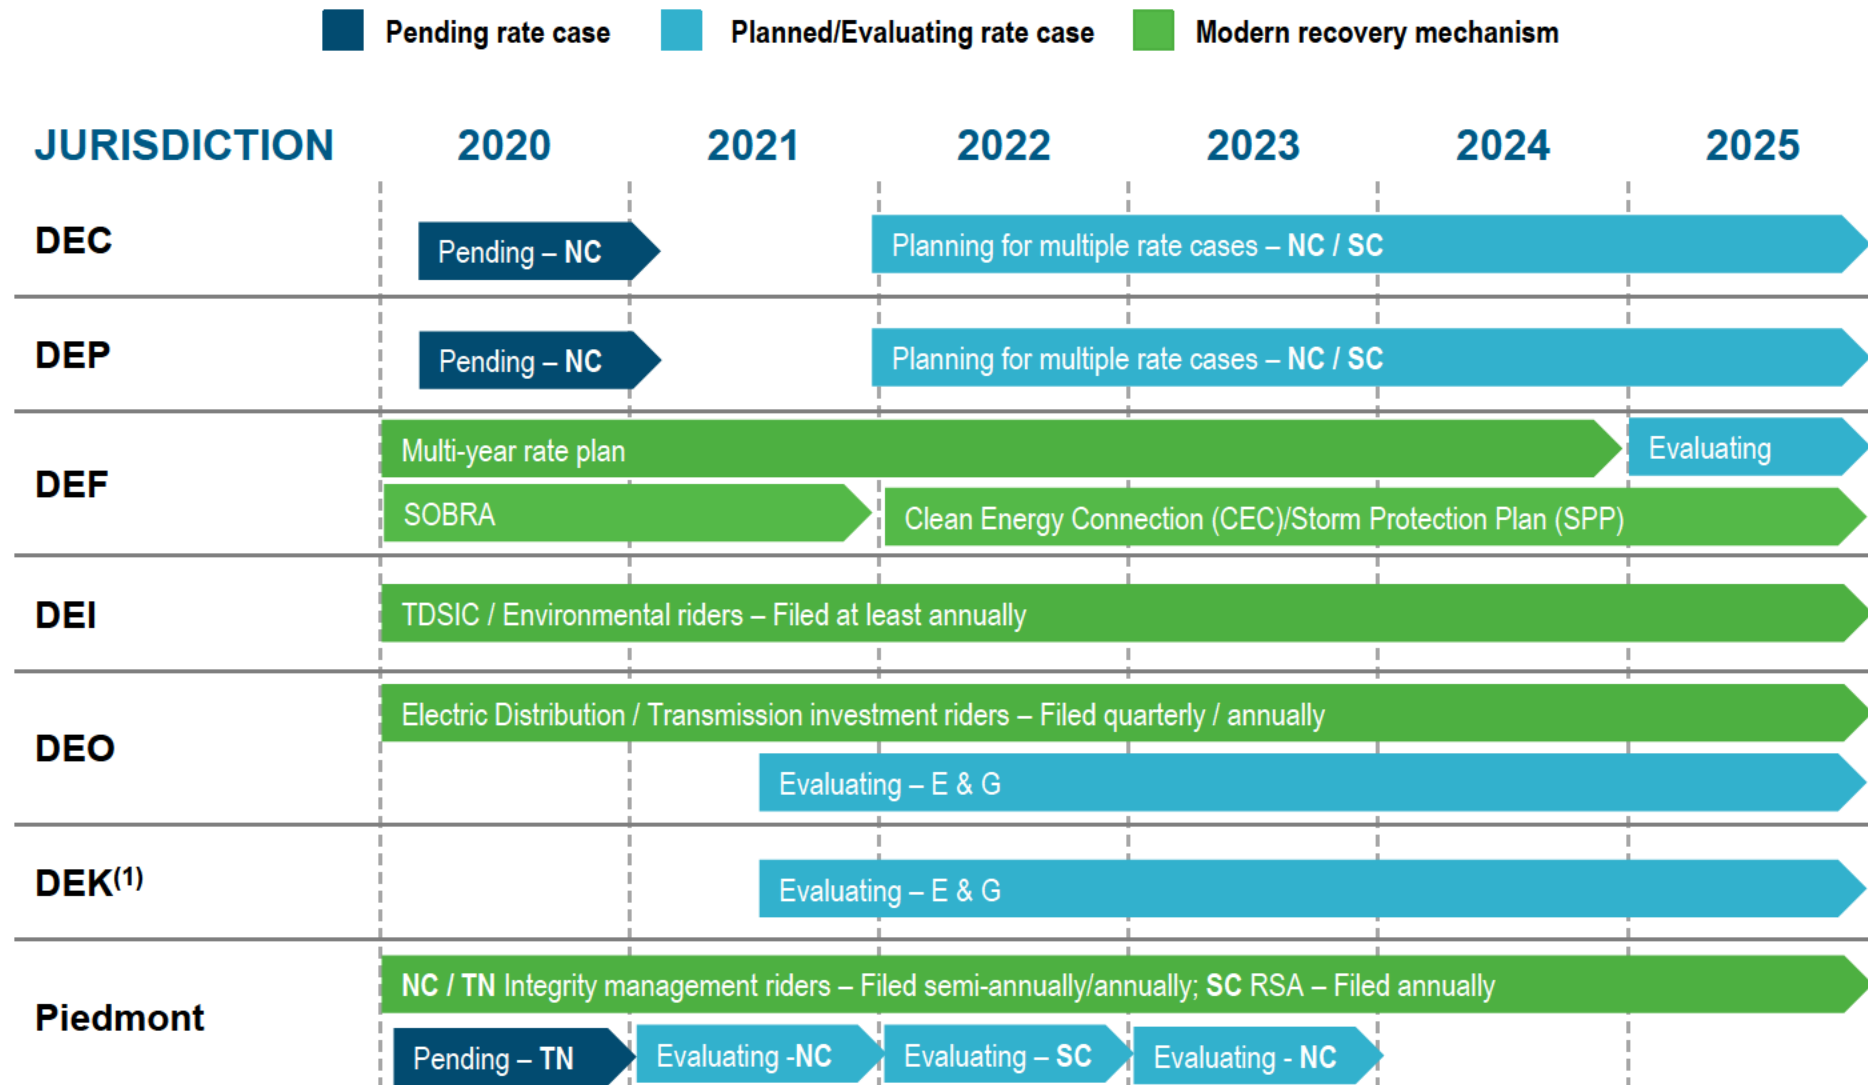 Pending rate case
Planned/Evaluating rate case
Modern recovery mechanism
JURISDICTION 2020 2021 2022 2023 2024 2025
DEC
Pending – NC
Planning for multiple rate cases – NC / SC
DEP
Pending – NC
Planning for multiple rate cases – NC / SC
DEF
Multi-year rate plan
Evaluating
SOBRA
Clean Energy Connection (CEC)/Storm Protection Plan (SPP)
DEI
TDSIC / Environmental riders – Filed at least annually
DEO
Electric Distribution / Transmission investment riders – Filed quarterly / annually
Evaluating – E & G
DEK(1)
Evaluating – E & G
Piedmont
NC / TN Integrity management riders – Filed semi-annually/annually; SC RSA – Filed annually
Pending – TN
Evaluating -NC
Evaluating – SC
Evaluating - NC